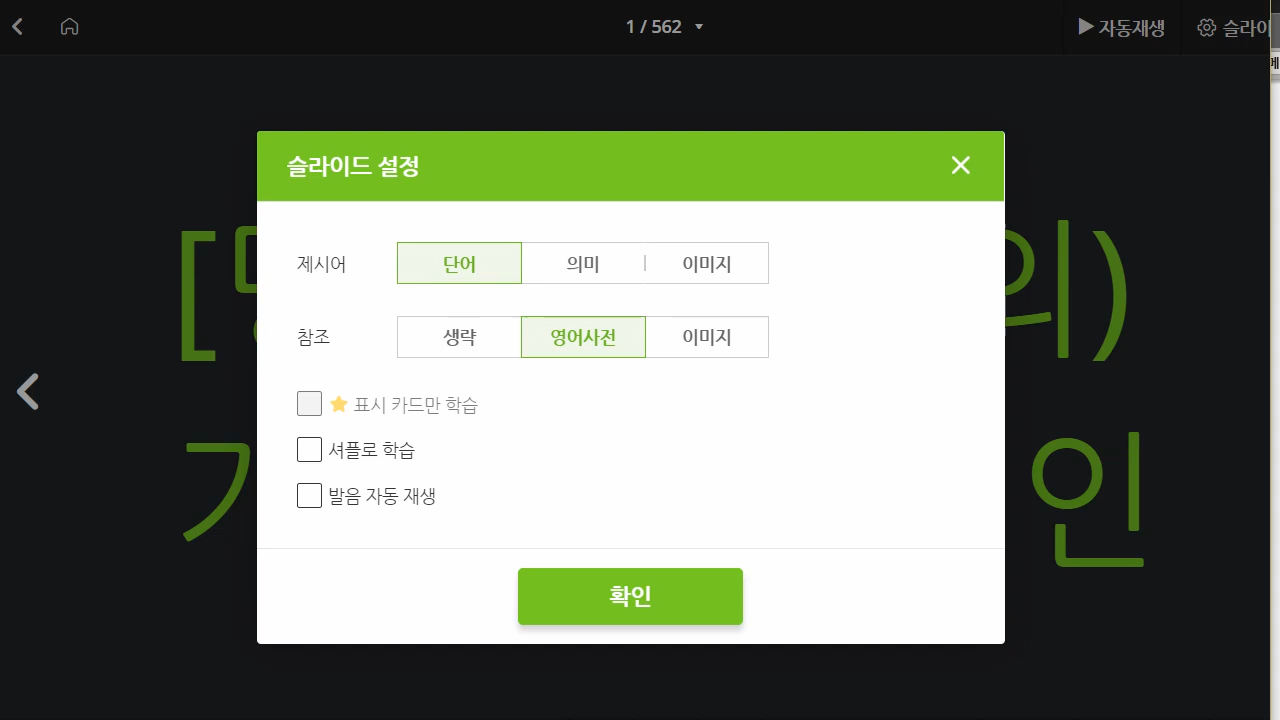 1 / 562
자동재생
슬라이
슬라이드 설정
제시어 단어 의미 이미지
참조 생략 영어사전 이미지
표시 카드만 학습
셔플로 학습
발음 자동 재생
확인
[
의)
인